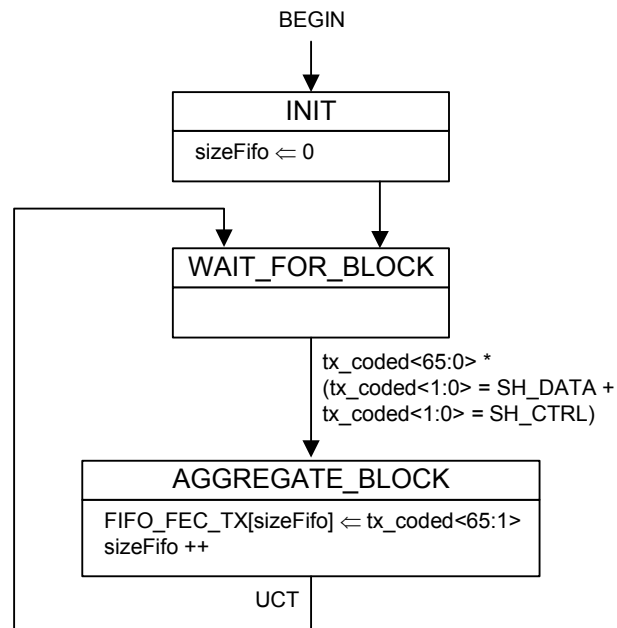 BEGIN
INIT
sizeFifo ⇐ 0
WAIT_FOR_BLOCK
tx_coded<65:0> *
(tx_coded<1:0> = SH_DATA +
tx_coded<1:0> = SH_CTRL)
AGGREGATE_BLOCK
FIFO_FEC_TX[sizeFifo] ⇐ tx_coded<65:1>
sizeFifo ++
UCT